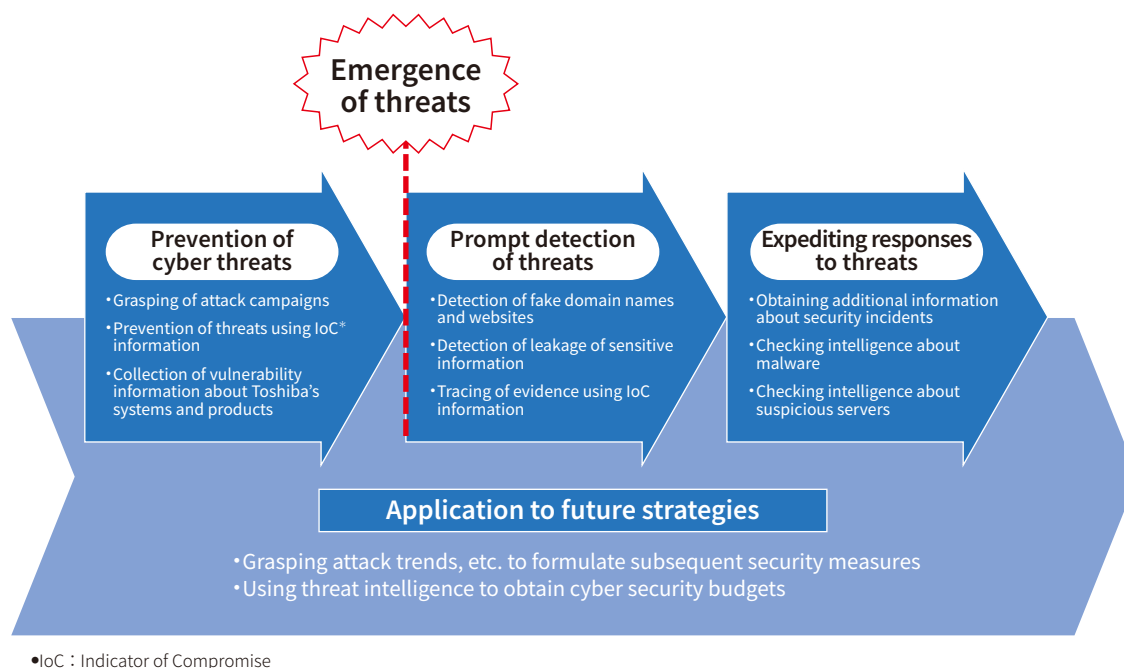 Emergence
of threats
Prevention of
cyber threats
•Grasping of attack campaigns
•Prevention of threats using IoC*
information
•Collection of vulnerability
information about Toshiba's
systems and products
Prompt detection
of threats
•Detection of fake domain names
and websites
•Detection of leakage of sensitive
information
•Tracing of evidence using IoC
information
Expediting responses
to threats
•Obtaining additional information
about security incidents
•Checking intelligence about
malware
•Checking intelligence about
suspicious servers
Application to future strategies
•Grasping attack trends, etc. to formulate subsequent security measures
•Using threat intelligence to obtain cyber security budgets
●IoC：Indicator of Compromise